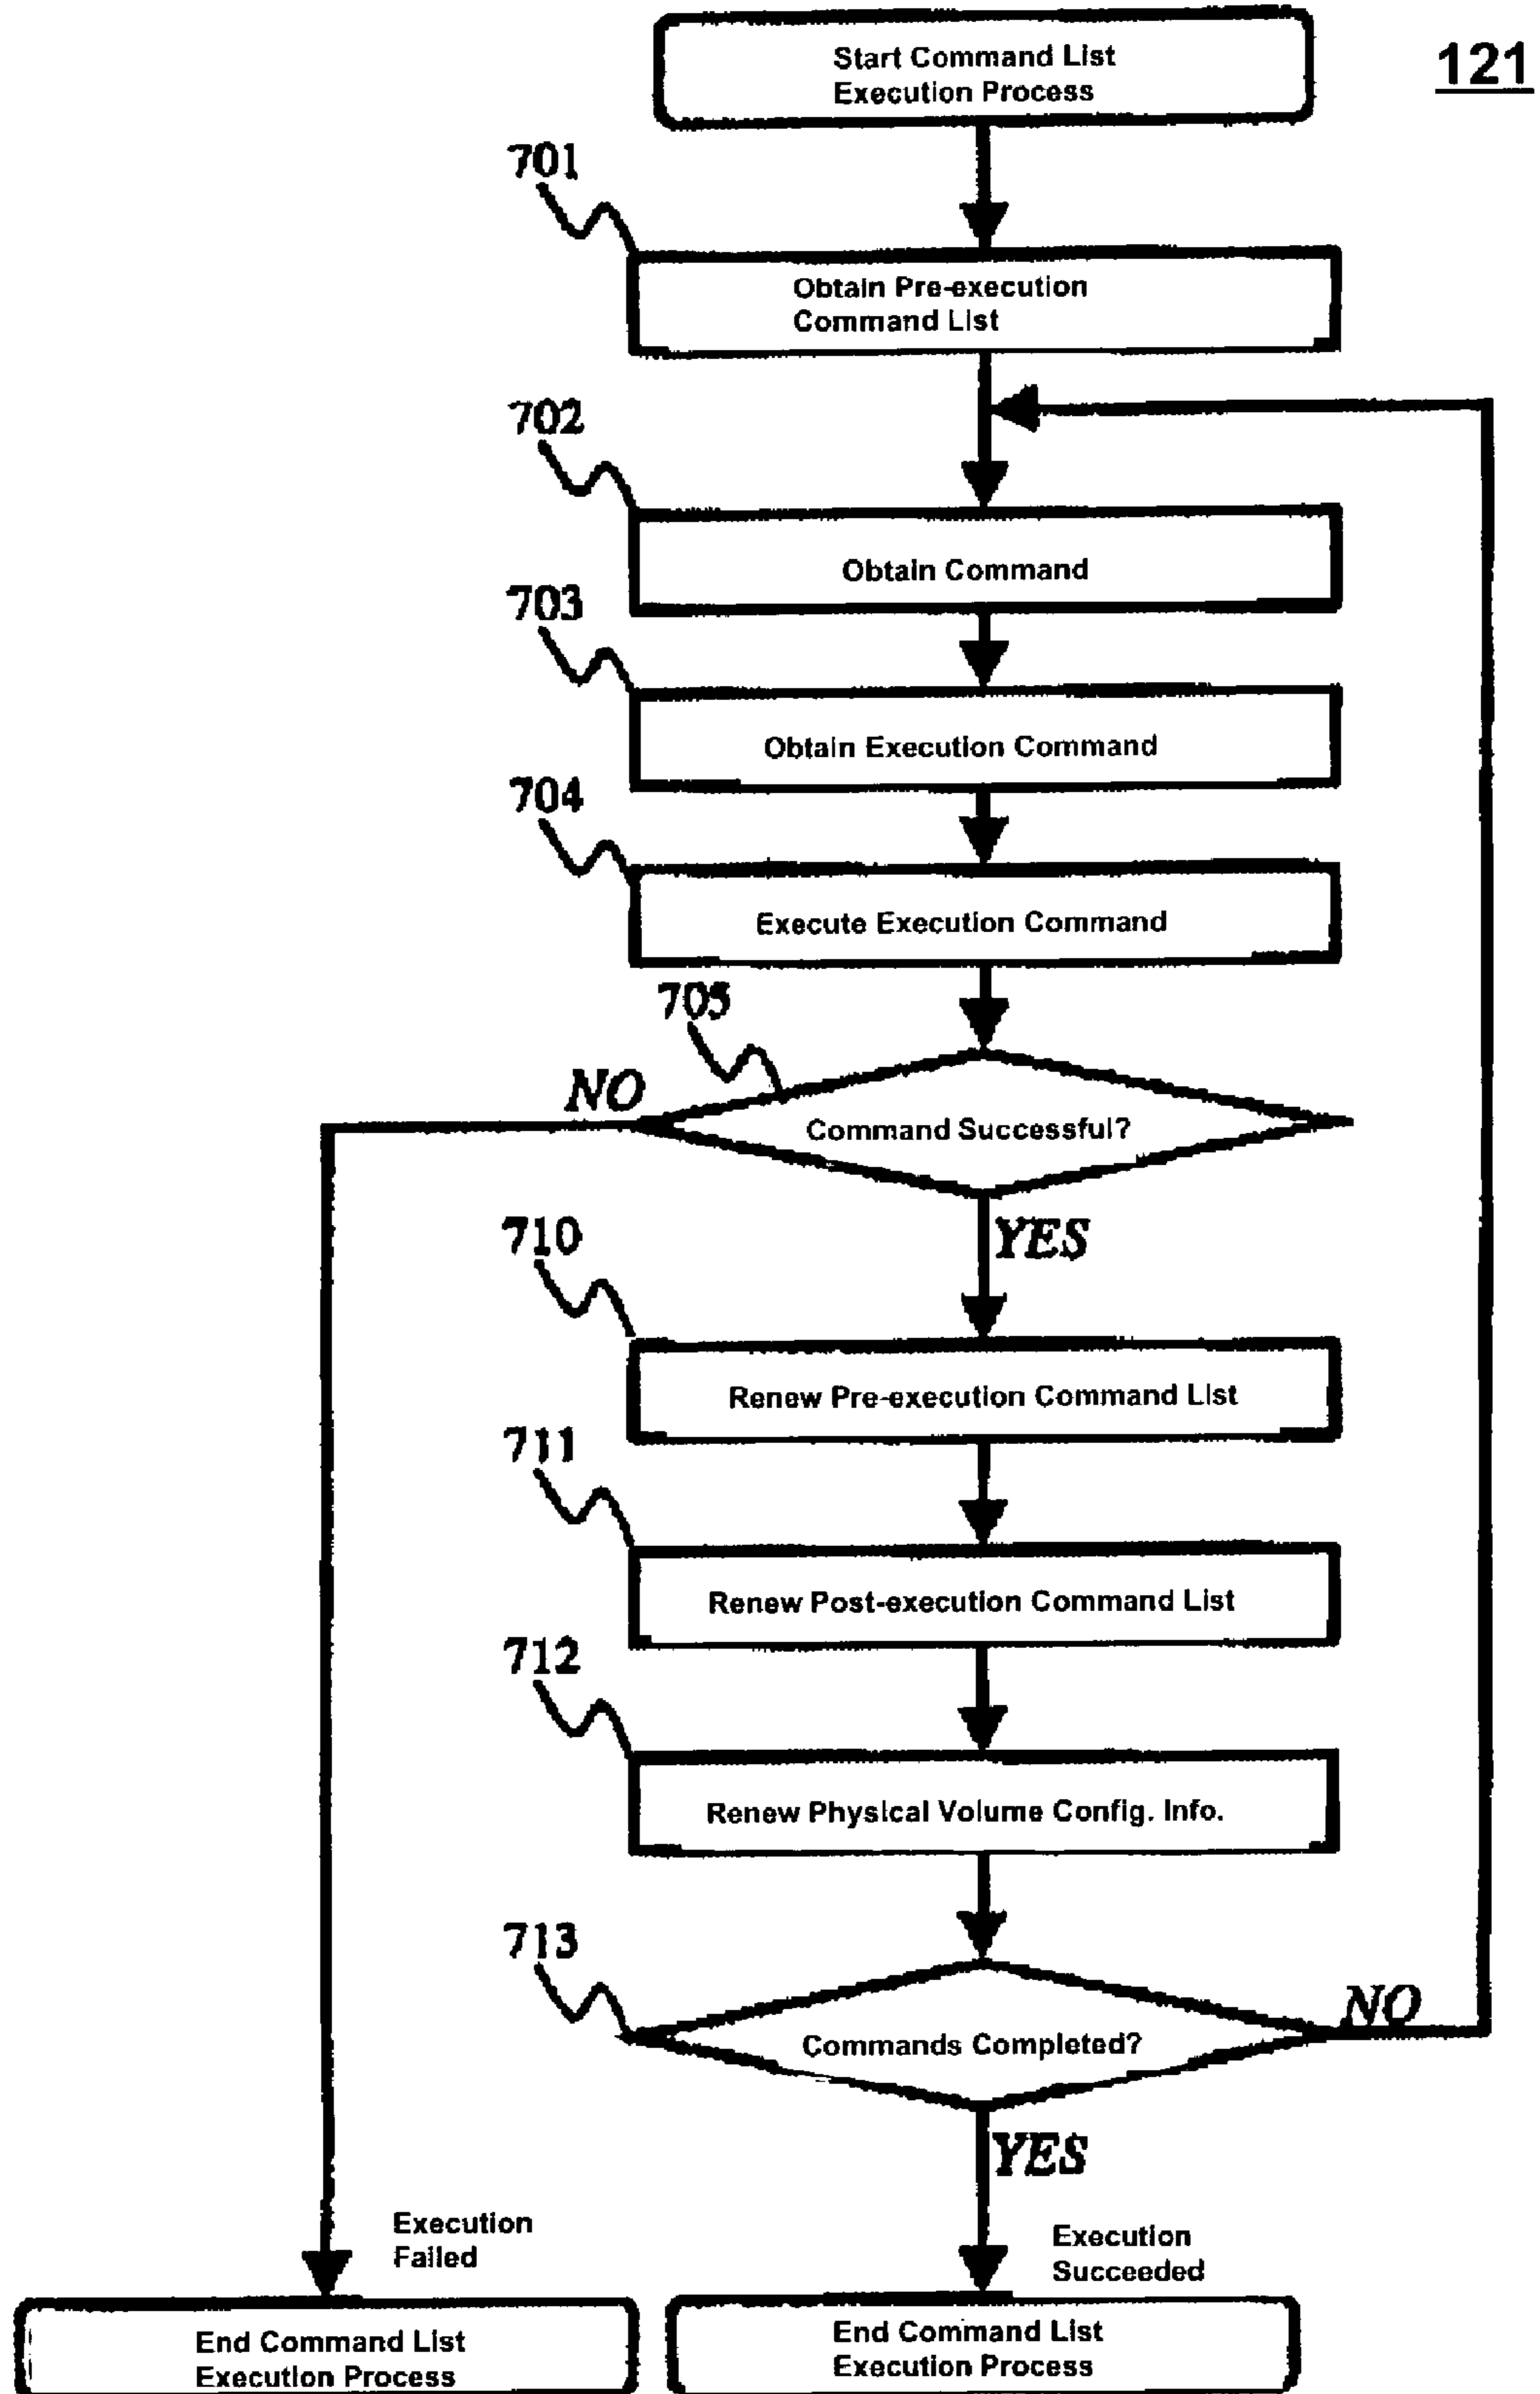 Start Command List
Execution Process
121
701
Obtain Pre-execution
Command List
702
Obtain Command
703
Obtain Execution Command
704
Execute Execution Command
705
NO
Command Successful?
YES
710
Renew Pre-execution Command List
711
Renew Post-execution Command List
712
Renew Physical Volume Config. Info.
713
NO
Commands Completed?
YES
Execution
Failed
Execution
Succeeded
End Command List
Execution Process
End Command List
Execution Process